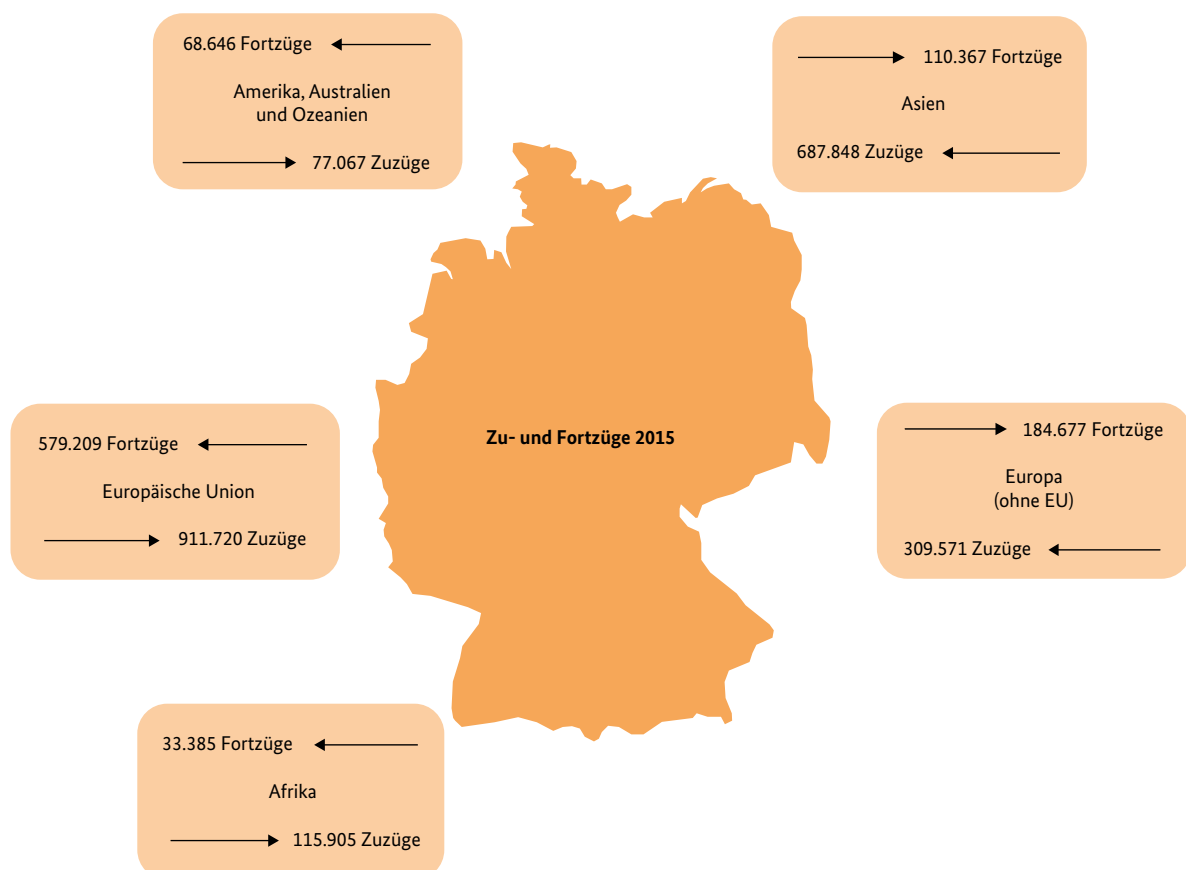 68.646 Fortzüge
Amerika, Australien
und Ozeanien
77.067 Zuzüge
110.367 Fortzüge
Asien
687.848 Zuzüge
579.209 Fortzüge
Europäische Union
911.720 Zuzüge
Zu- und Fortzüge 2015
184.677 Fortzüge
Europa
(ohne EU)
309.571 Zuzüge
33.385 Fortzüge
Afrika
115.905 Zuzüge